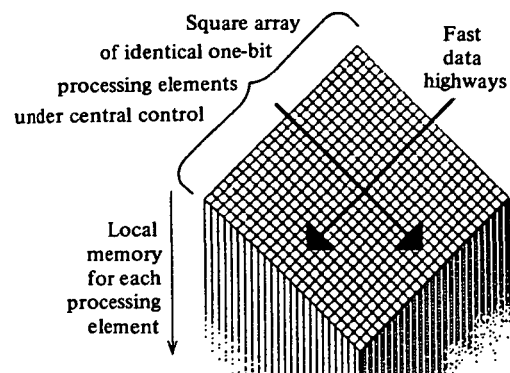 Square array
of identical one-bit
processing elements
under central control
Fast
data
highways
Local
memory
for each
processing
element